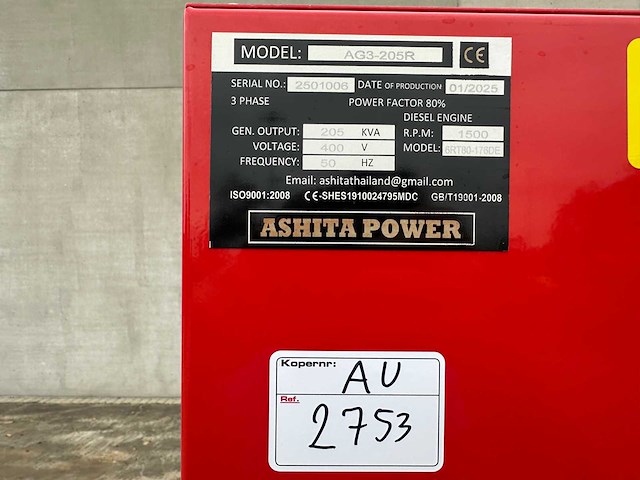 MODEL: AG3-205R CE
SERIAL NO.: 2501006 DATE OF PRODUCTION: 01/2025
3 PHASE POWER FACTOR 80%
DIESEL ENGINE
GEN. OUTPUT: 205 KVA R.P.M: 1500
VOLTAGE: 400 V MODEL: 6RT80-176DE
FREQUENCY: 50 HZ
Email: ashitathailand@gmail.com
ISO9001:2008 CE-SHES1910024795MDC GB/T19001-2008
ASHITA POWER
Kopernr: AU
Ref. 2753